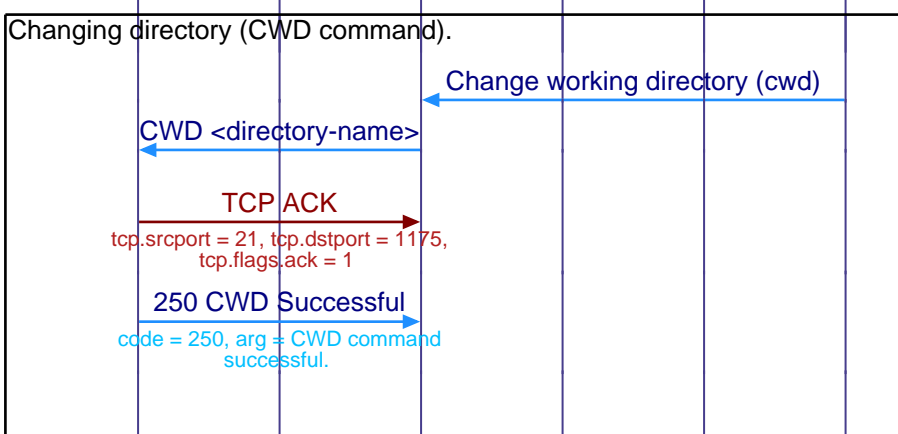 Changing directory (CWD command).
Change working directory (cwd)
CWD <directory-name>
TCP ACK
tcp.srcport = 21, tcp.dstport = 1175,
tcp.flags.ack = 1
250 CWD Successful
code = 250, arg = CWD command
successful.